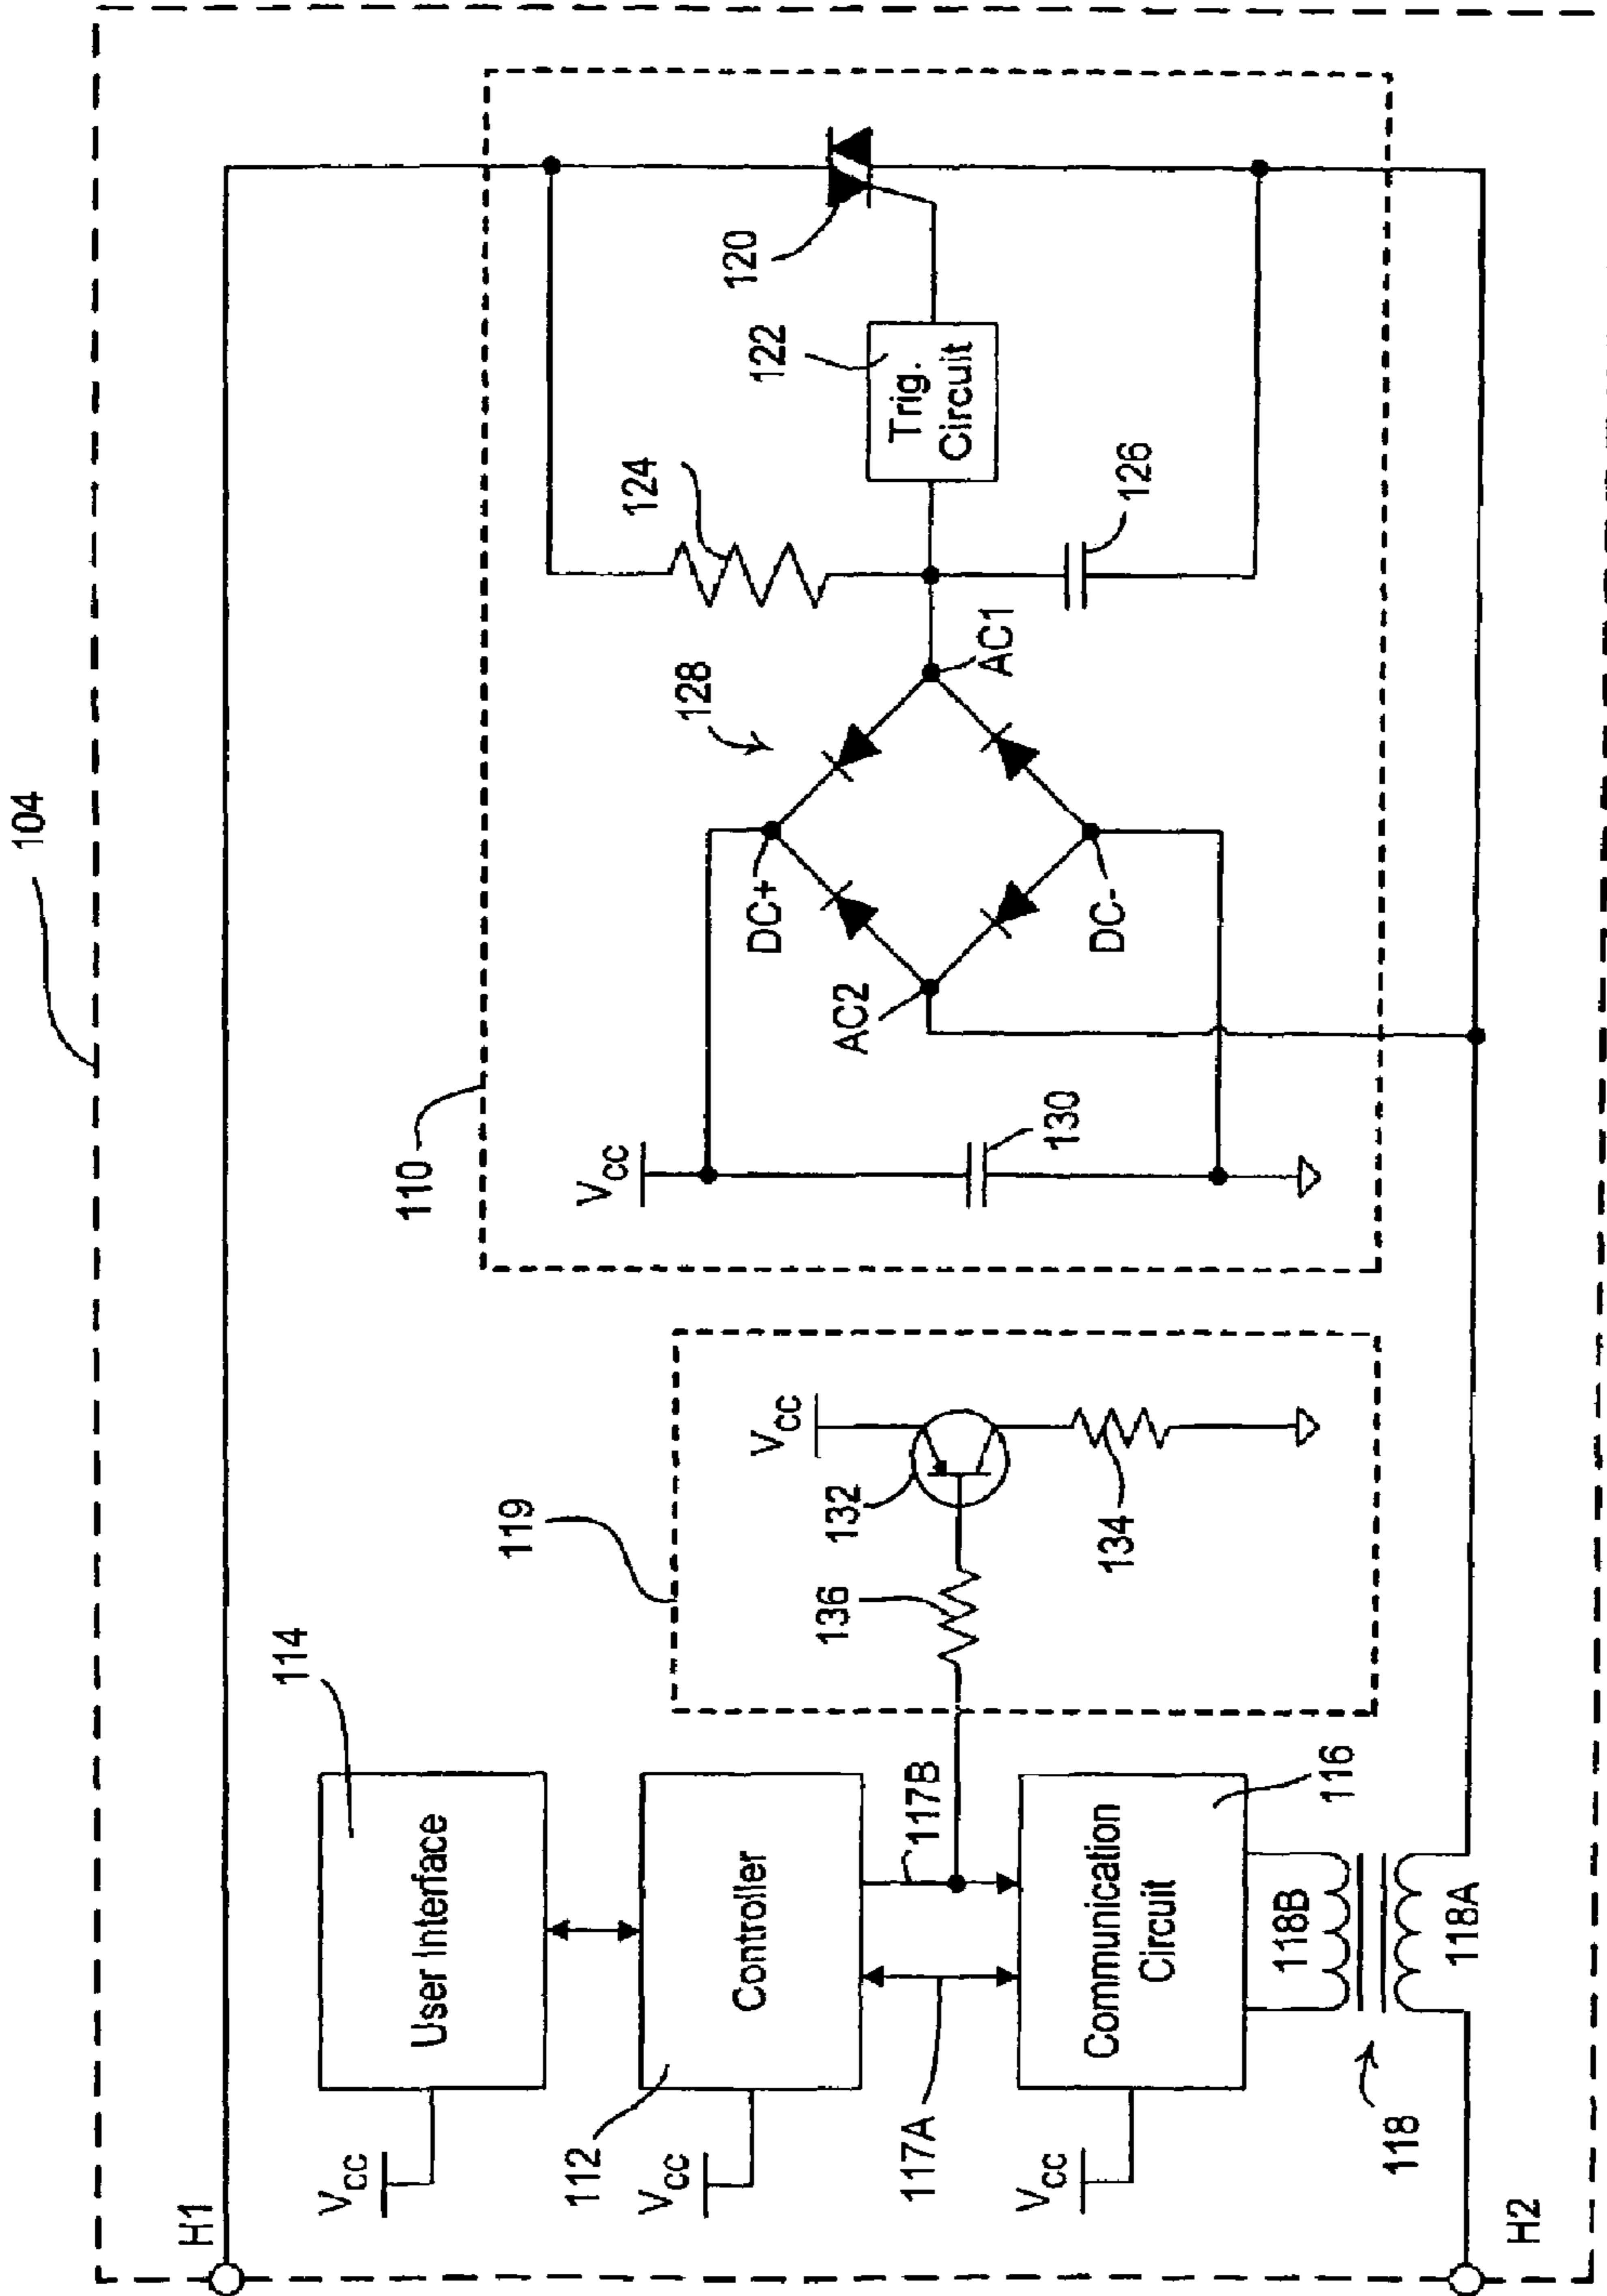 104
H1
110
128
124
122
120
Trig.
Circuit
126
AC1
DC+
DC-
AC2
VCC
130
119
VCC
132
134
136
114
User Interface
VCC
112
Controller
VCC
117A
117B
Communication
Circuit
116
VCC
118B
118A
118
H2